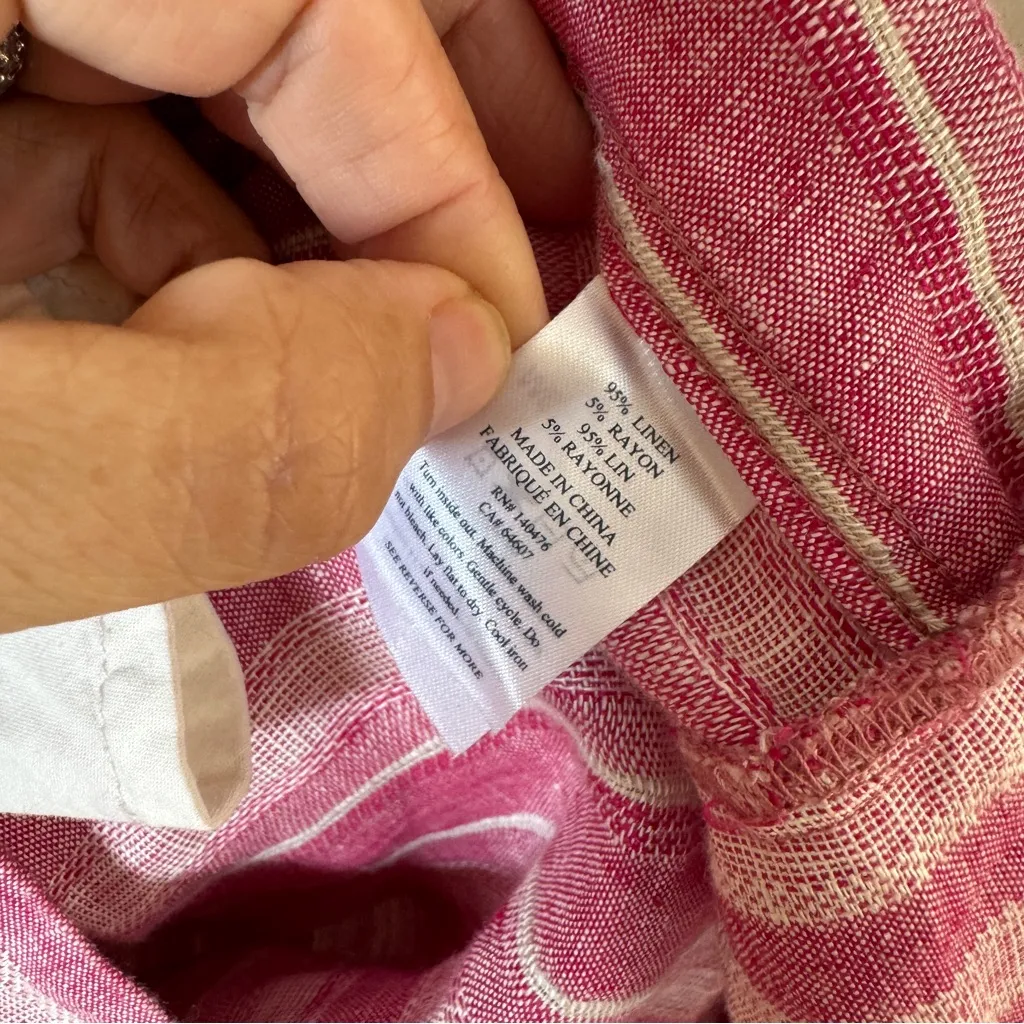 95% LINEN
5% RAYON
95% LIN
5% RAYONNE
MADE IN CHINA
FABRIQUÉ EN CHINE
RN# 140476
CA# 64607
Turn inside out. Machine wash cold
with like colors. Gentle cycle. Do
not bleach. Lay flat to dry. Cool iron
if needed.
SEE REVERSE FOR MORE